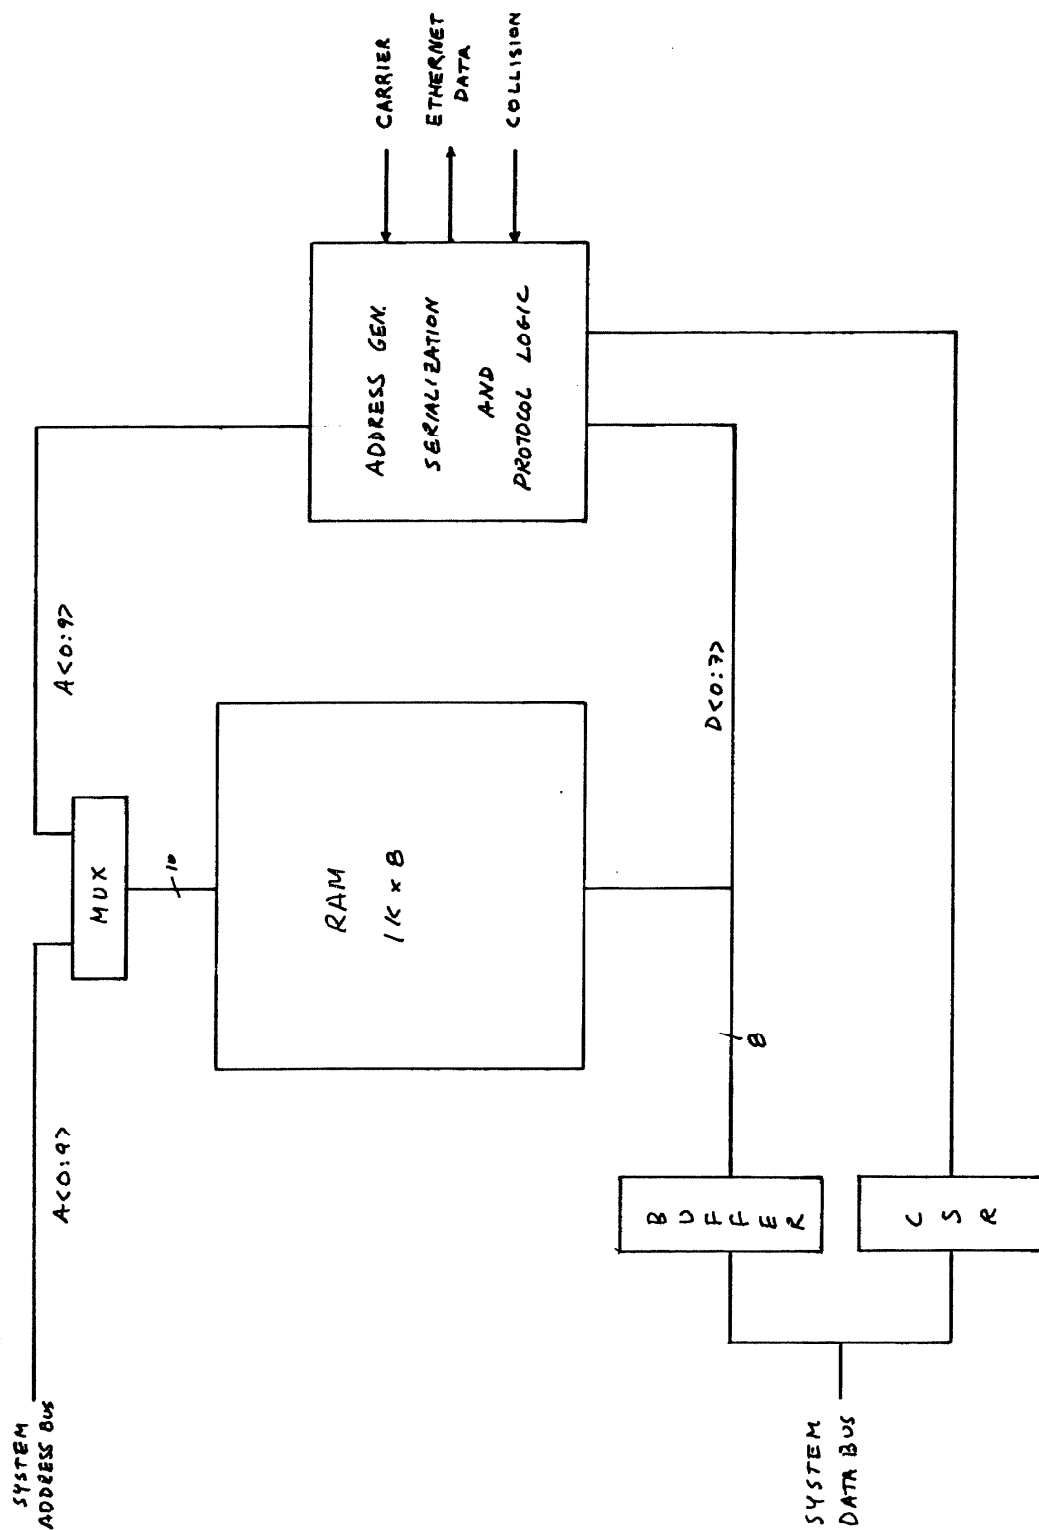 SYSTEM
ADDRESS BUS
A<0:9>
A<0:9>
MUX
10
RAM
1K x 8
ADDRESS GEN.
SERIALIZATION
AND
PROTOCOL LOGIC
CARRIER
ETHERNET
DATA
COLLISION
D<0:7>
8
BUFFER
CSR
SYSTEM
DATA BUS